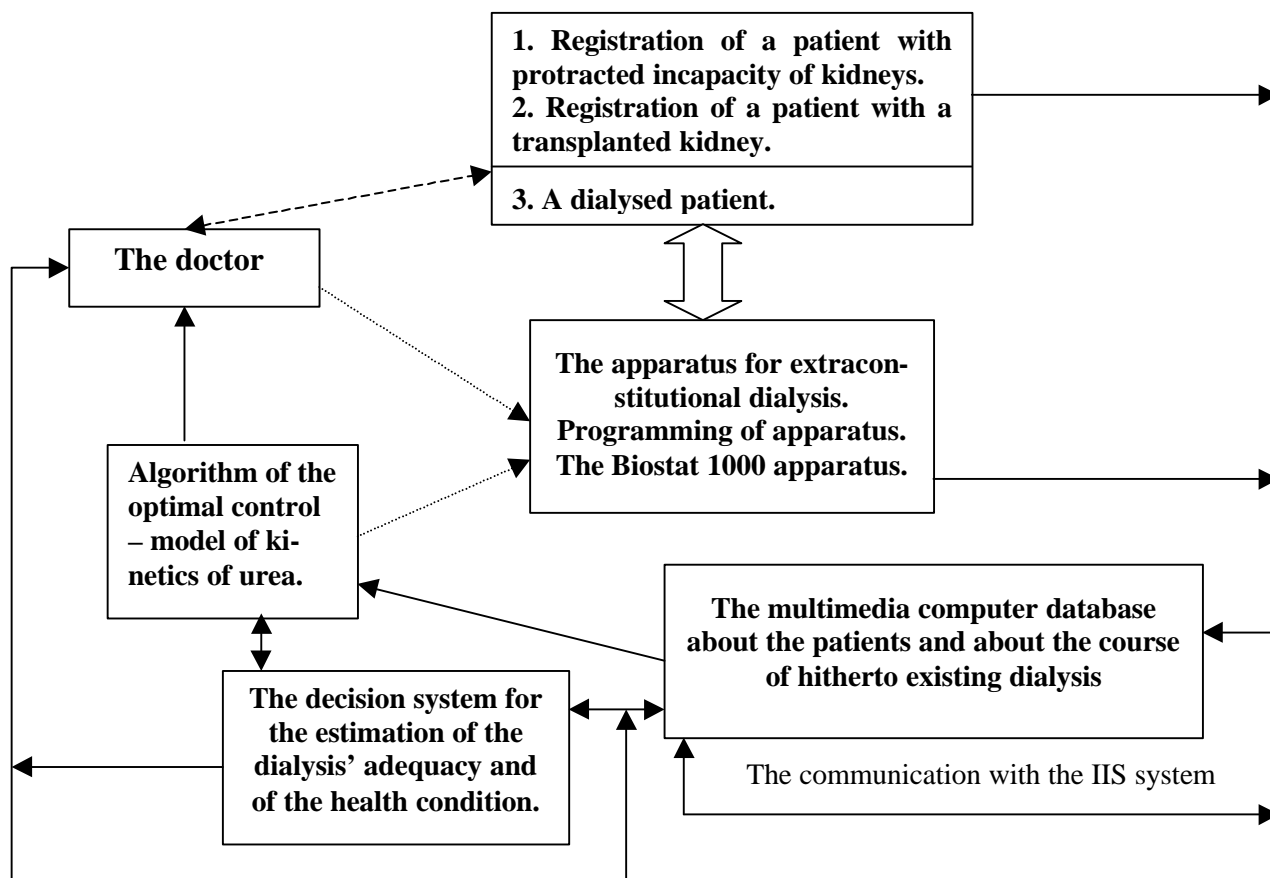 1. Registration of a patient with
protracted incapacity of kidneys.
2. Registration of a patient with a
transplanted kidney.
3. A dialysed patient.
The doctor
The apparatus for extracon-
stitutional dialysis.
Programming of apparatus.
The Biostat 1000 apparatus.
Algorithm of the
optimal control
– model of ki-
netics of urea.
The multimedia computer database
about the patients and about the course
of hitherto existing dialysis
The decision system for
the estimation of the
dialysis’ adequacy and
of the health condition.
The communication with the IIS system